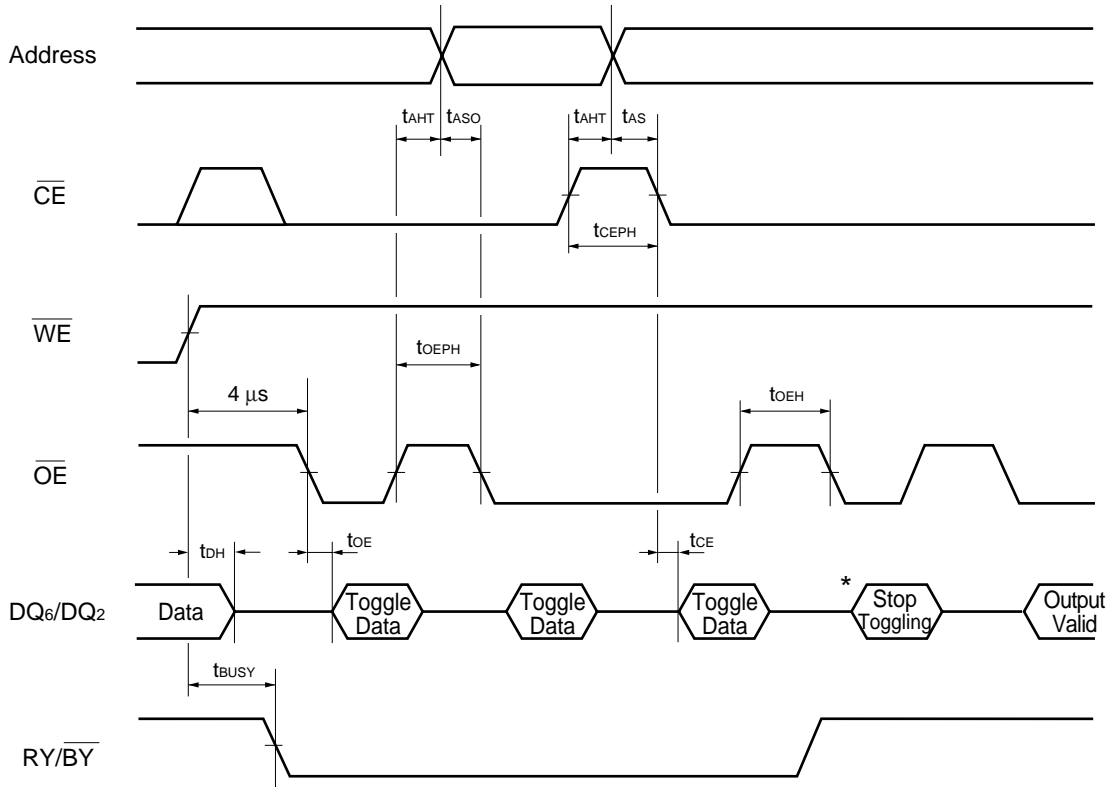 Address
tAHT tASO tAHT tAS
CE
tCEPH
WE
tOEPH
4 μs tOEH
OE
tDH tOE tCE
DQ6/DQ2 Data Toggle Data Toggle Data Toggle Data * Stop Toggling Output Valid
tBUSY
RY/BY